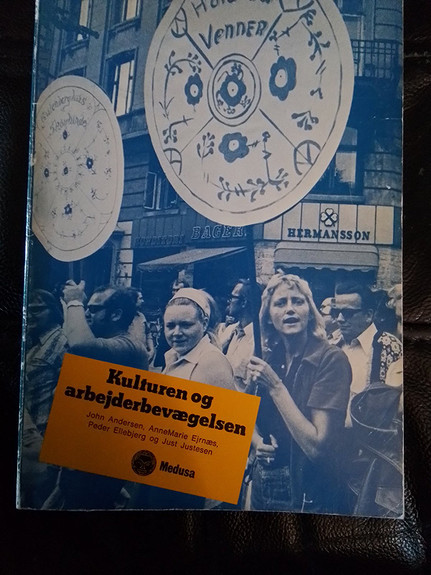 VENNER
BAGER
HERMANSSON
Kulturen og
arbejderbevægelsen
John Andersen, AnneMarie Ejrnæs,
Peder Ellebjerg og Just Justesen
Medusa